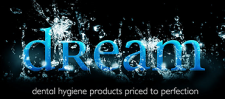 dream
dental hygiene products priced to perfection